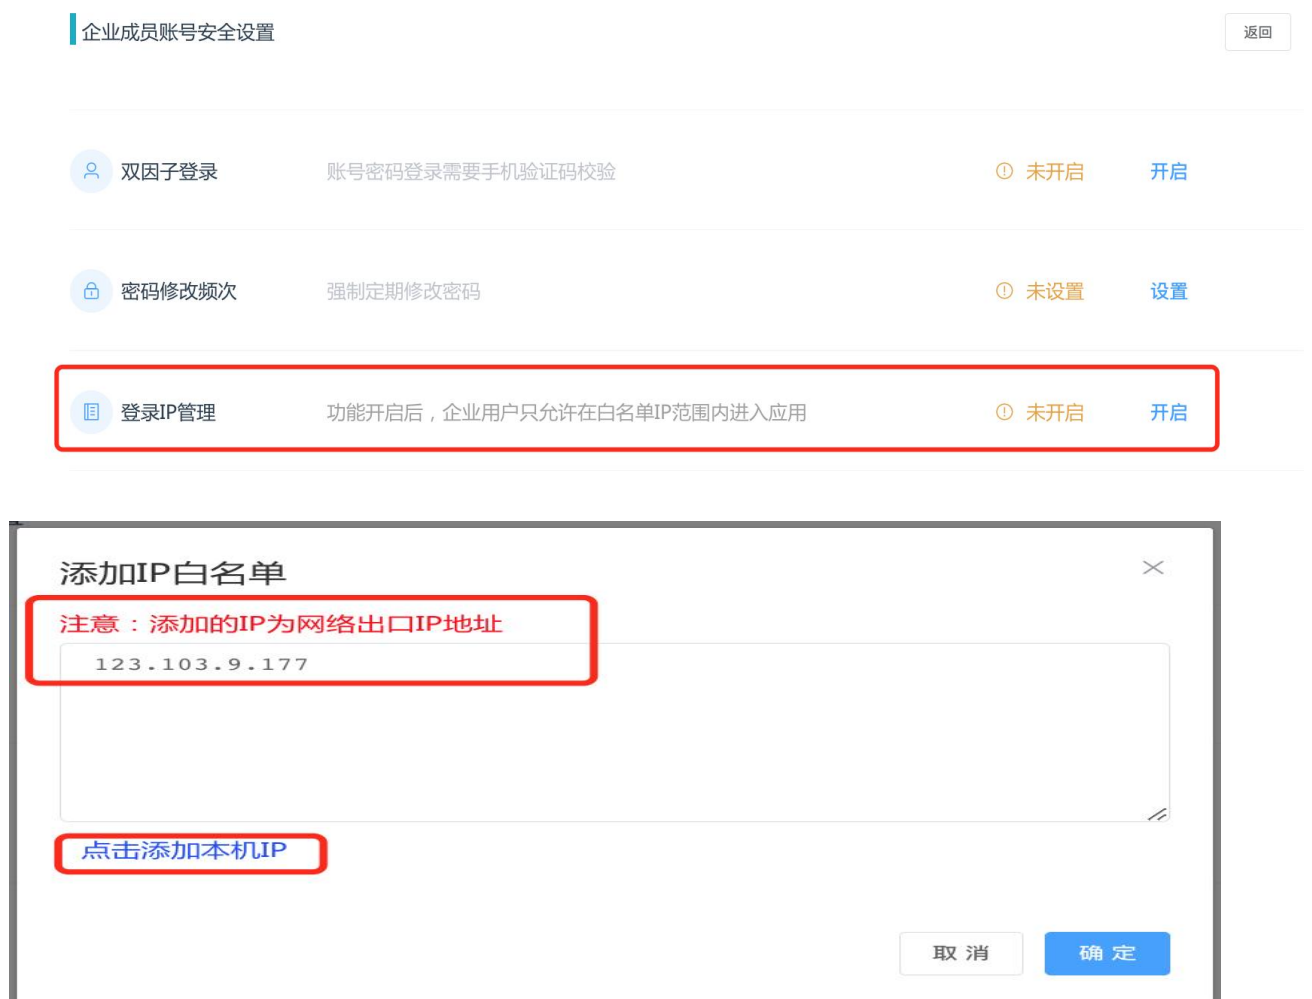 企业成员账号安全设置
返回
双因子登录 账号密码登录需要手机验证码校验 未开启 开启
密码修改频次 强制定期修改密码 未设置 设置
登录IP管理 功能开启后，企业用户只允许在白名单IP范围内进入应用 未开启 开启
添加IP白名单
注意：添加的IP为网络出口IP地址
123.103.9.177
点击添加本机IP
取消 确定